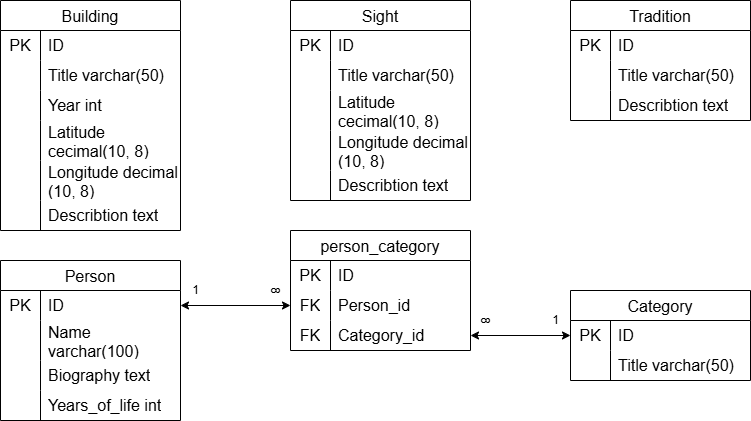 Building
PK ID
Title varchar(50)
Year int
Latitude
cecimal(10, 8)
Longitude decimal
(10, 8)
Describtion text
Sight
PK ID
Title varchar(50)
Latitude
cecimal(10, 8)
Longitude decimal
(10, 8)
Describtion text
Tradition
PK ID
Title varchar(50)
Describtion text
Person
PK ID
Name
varchar(100)
Biography text
Years_of_life int
1 ∞
person_category
PK ID
FK Person_id
FK Category_id
∞ 1
Category
PK ID
Title varchar(50)